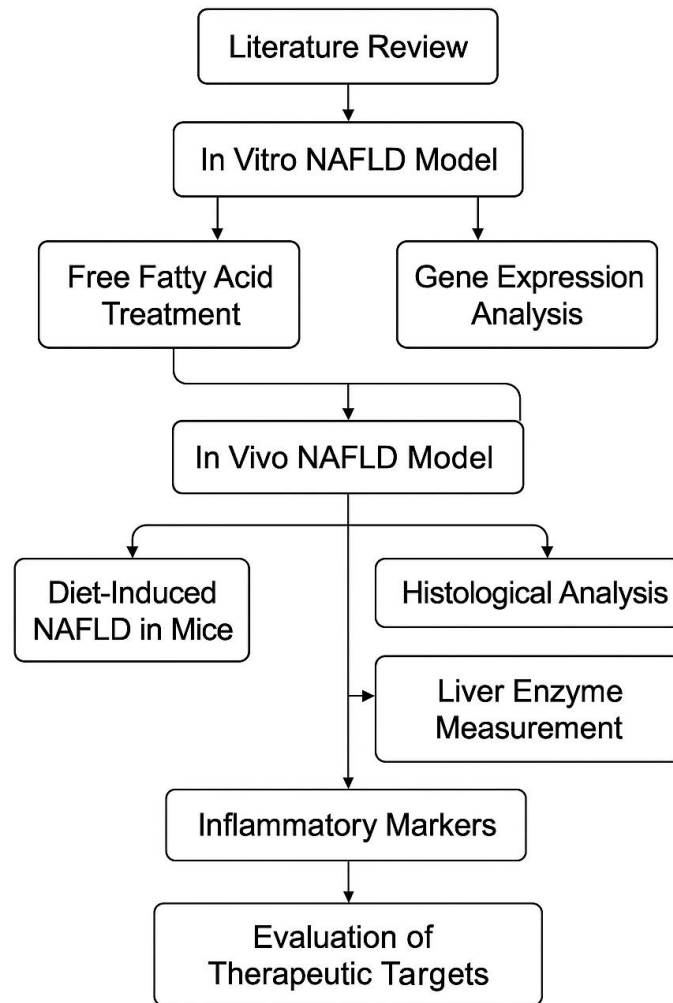 Literature Review
In Vitro NAFLD Model
Free Fatty Acid
Treatment
Gene Expression
Analysis
In Vivo NAFLD Model
Diet-Induced
NAFLD in Mice
Histological Analysis
Liver Enzyme
Measurement
Inflammatory Markers
Evaluation of
Therapeutic Targets